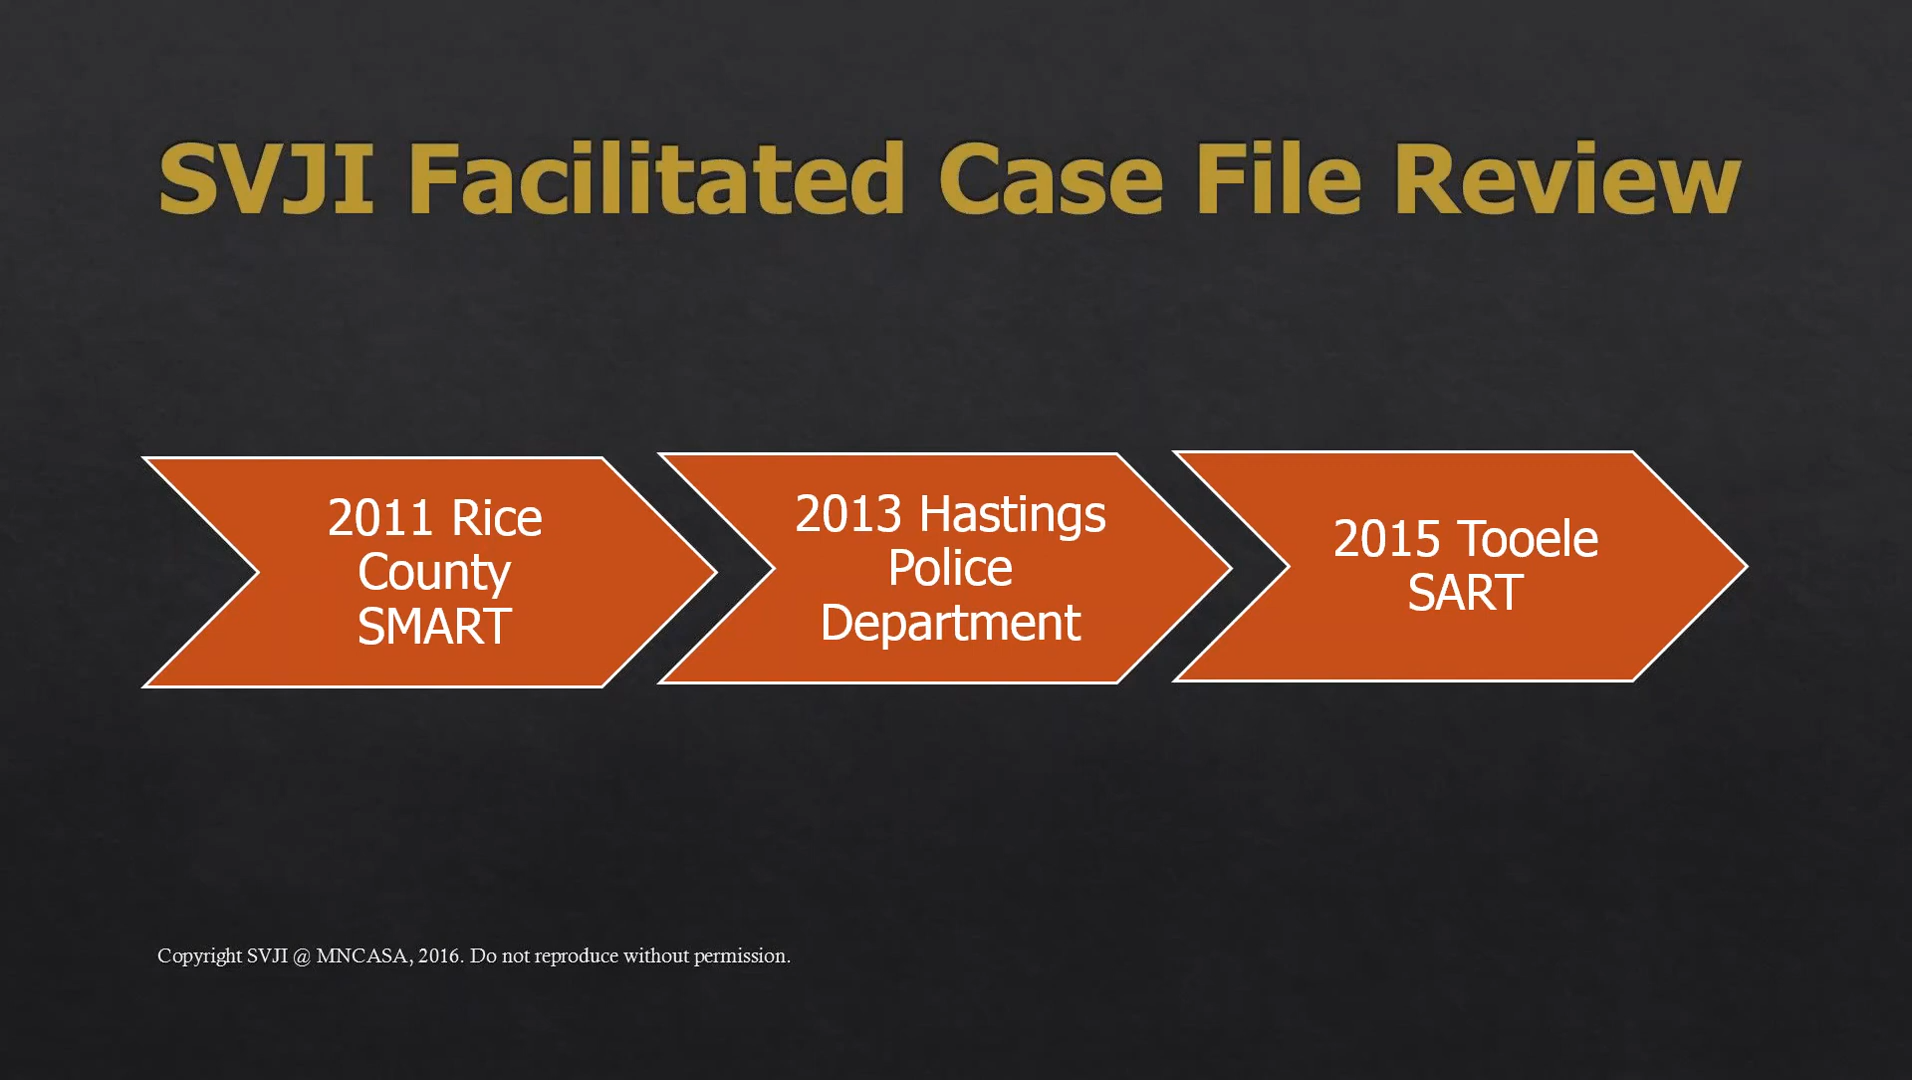 SVJI Facilitated Case File Review
2011 Rice
County
SMART
2013 Hastings
Police
Department
2015 Tooele
SART
Copyright SVJI @ MNCASA, 2016. Do not reproduce without permission.